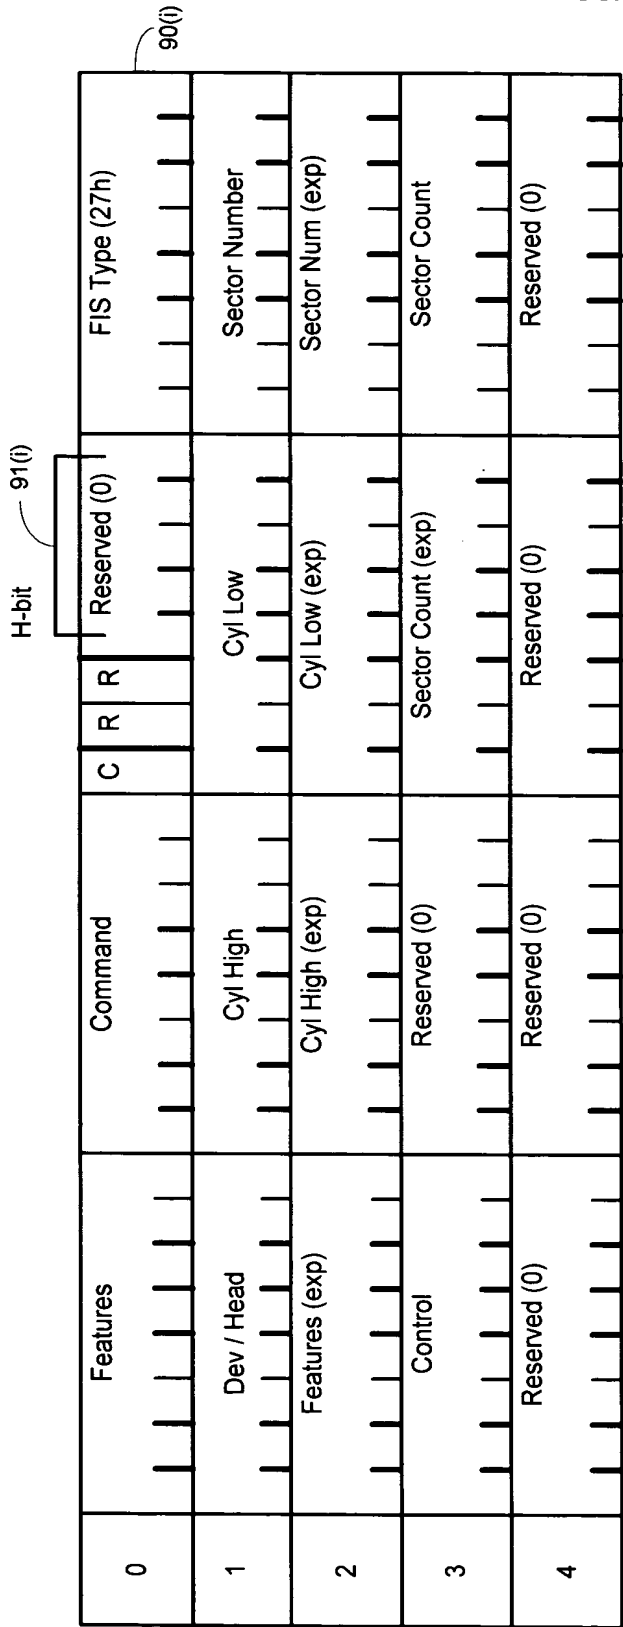 H-bit
91(i)
90(i)
0
Features
Command
C
R
R
Reserved (0)
FIS Type (27h)
1
Dev / Head
Cyl High
Cyl Low
Sector Number
2
Features (exp)
Cyl High (exp)
Cyl Low (exp)
Sector Num (exp)
3
Control
Reserved (0)
Sector Count (exp)
Sector Count
4
Reserved (0)
Reserved (0)
Reserved (0)
Reserved (0)